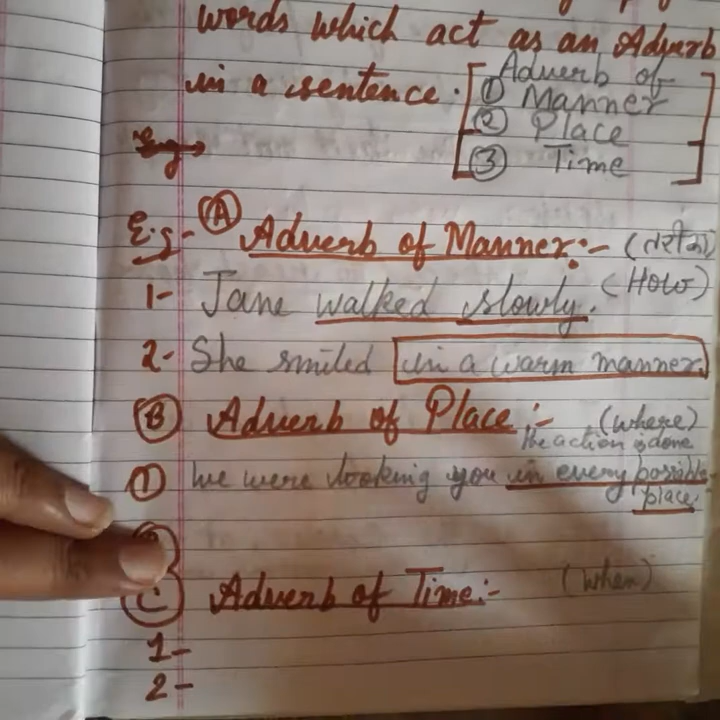 words which act as an Adverb
in a sentence.
Adverb of
① Manner
② Place
③ Time
E.g.- Ⓐ Adverb of Manner:- (detail)
(How)
1- Jane walked slowly.
2- She smiled in a warm manner.
Ⓑ Adverb of Place:- (where)
the action is done
① We were looking you in every possible
place.
Ⓒ Adverb of Time:- (when)
1-
2-